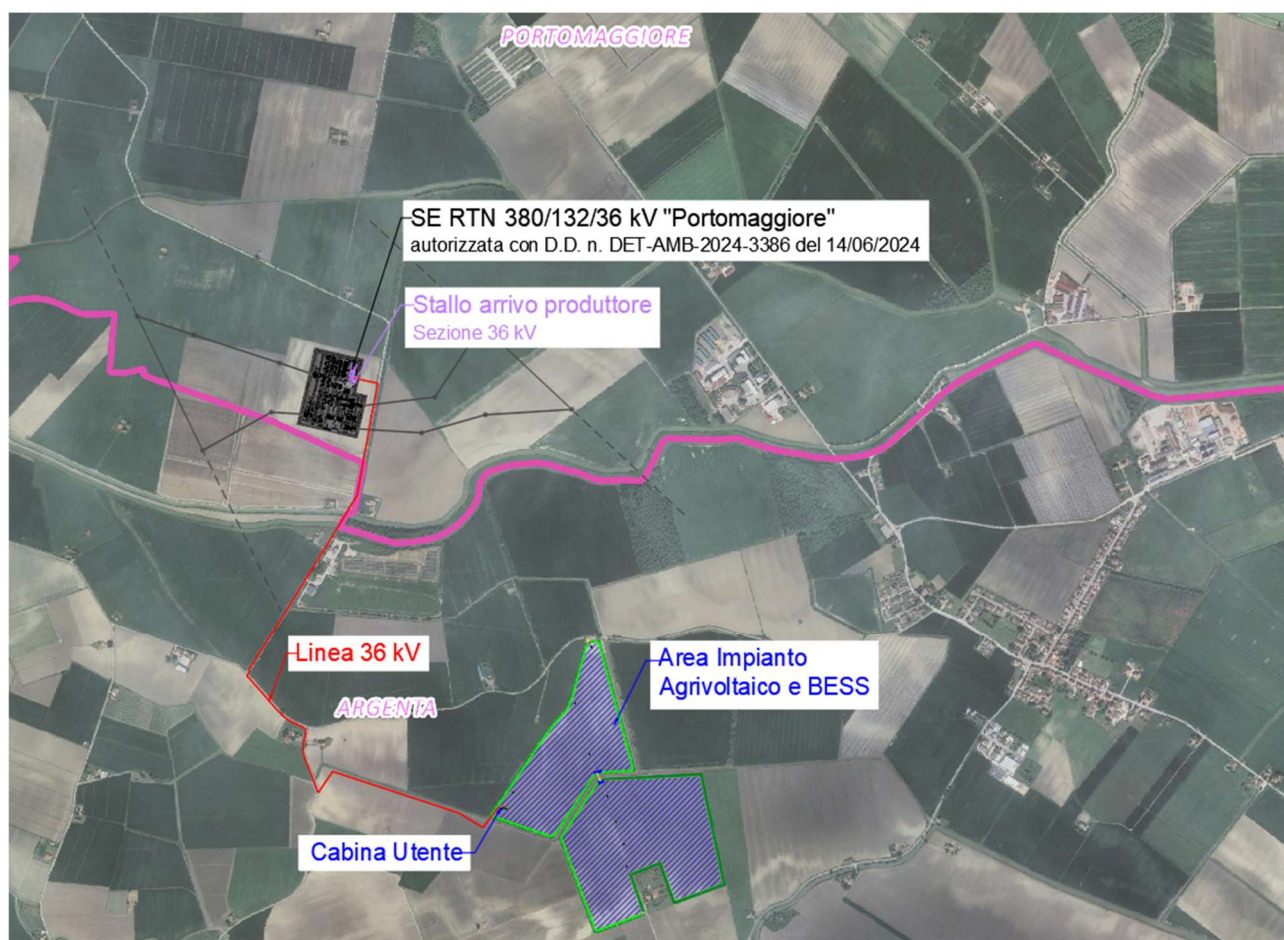 PORTOMAGGIORE
SE RTN 380/132/36 kV "Portomaggiore"
autorizzata con D.D. n. DET-AMB-2024-3386 del 14/06/2024
Stallo arrivo produttore
Sezione 36 kV
Linea 36 kV
Area Impianto
Agrivoltaico e BESS
ARGENTA
Cabina Utente